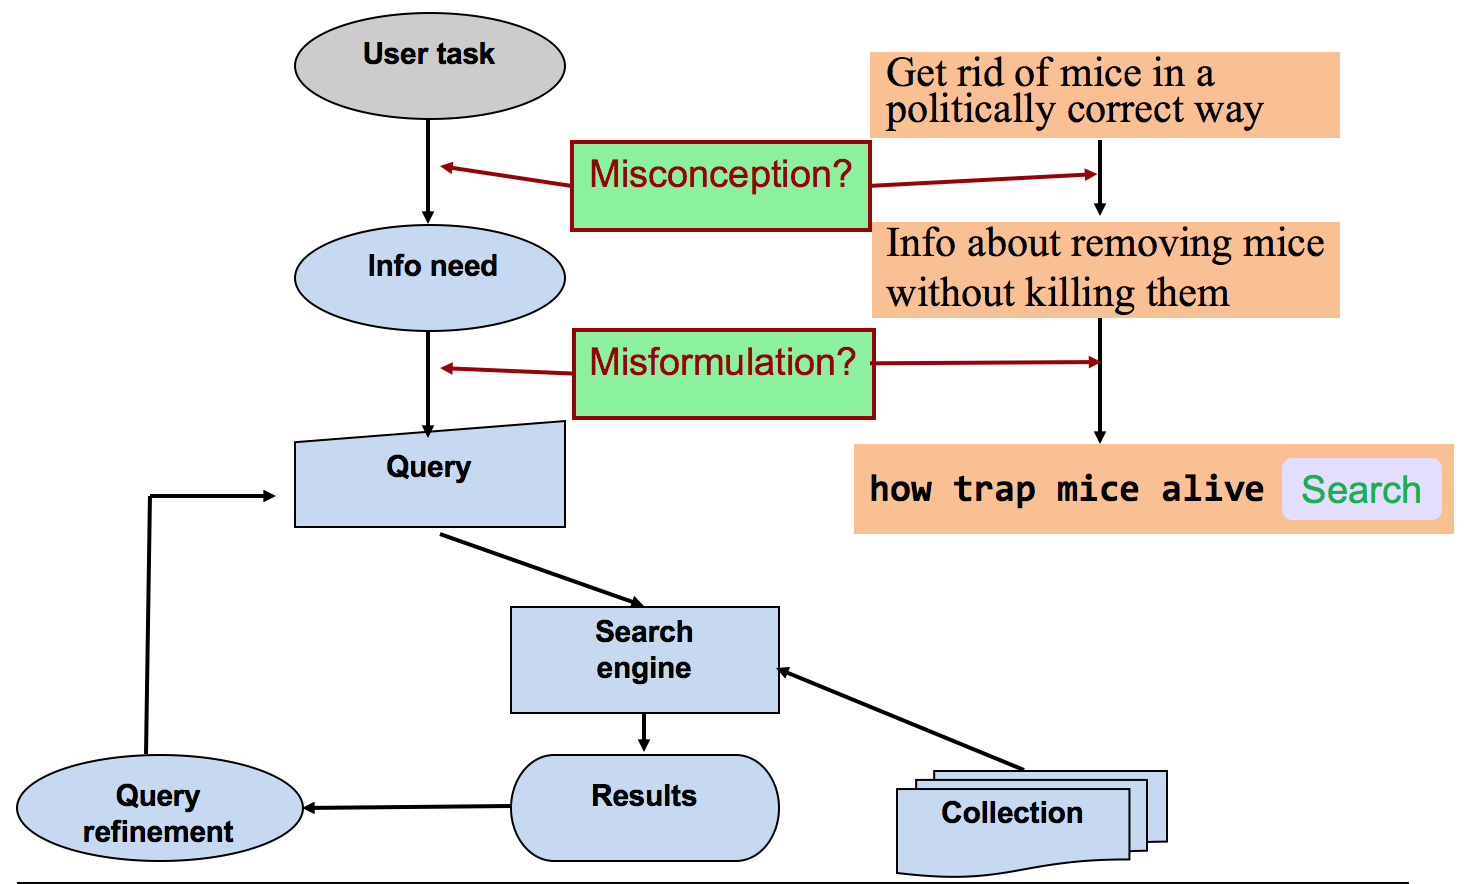 User task
Get rid of mice in a
politically correct way
Misconception?
Info need
Info about removing mice
without killing them
Misformulation?
Query
how trap mice alive Search
Search
engine
Query
refinement
Results
Collection